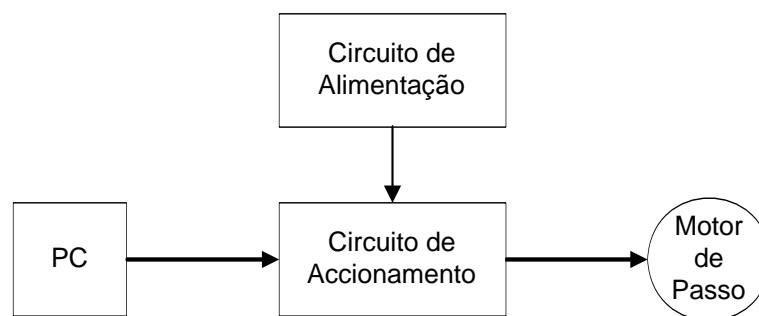 Circuito de
Alimentação
PC
Circuito de
Accionamento
Motor
de
Passo